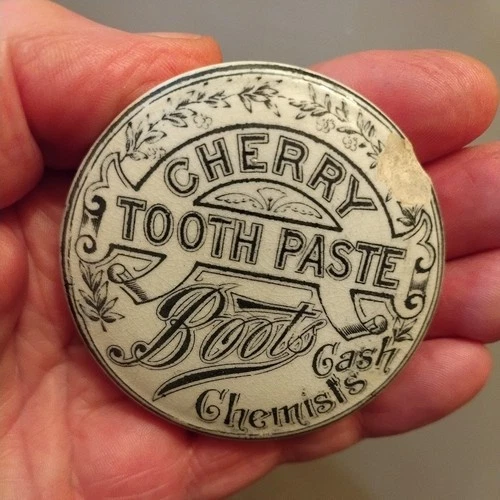 CHERRY
TOOTH PASTE
Boots
Cash
Chemists